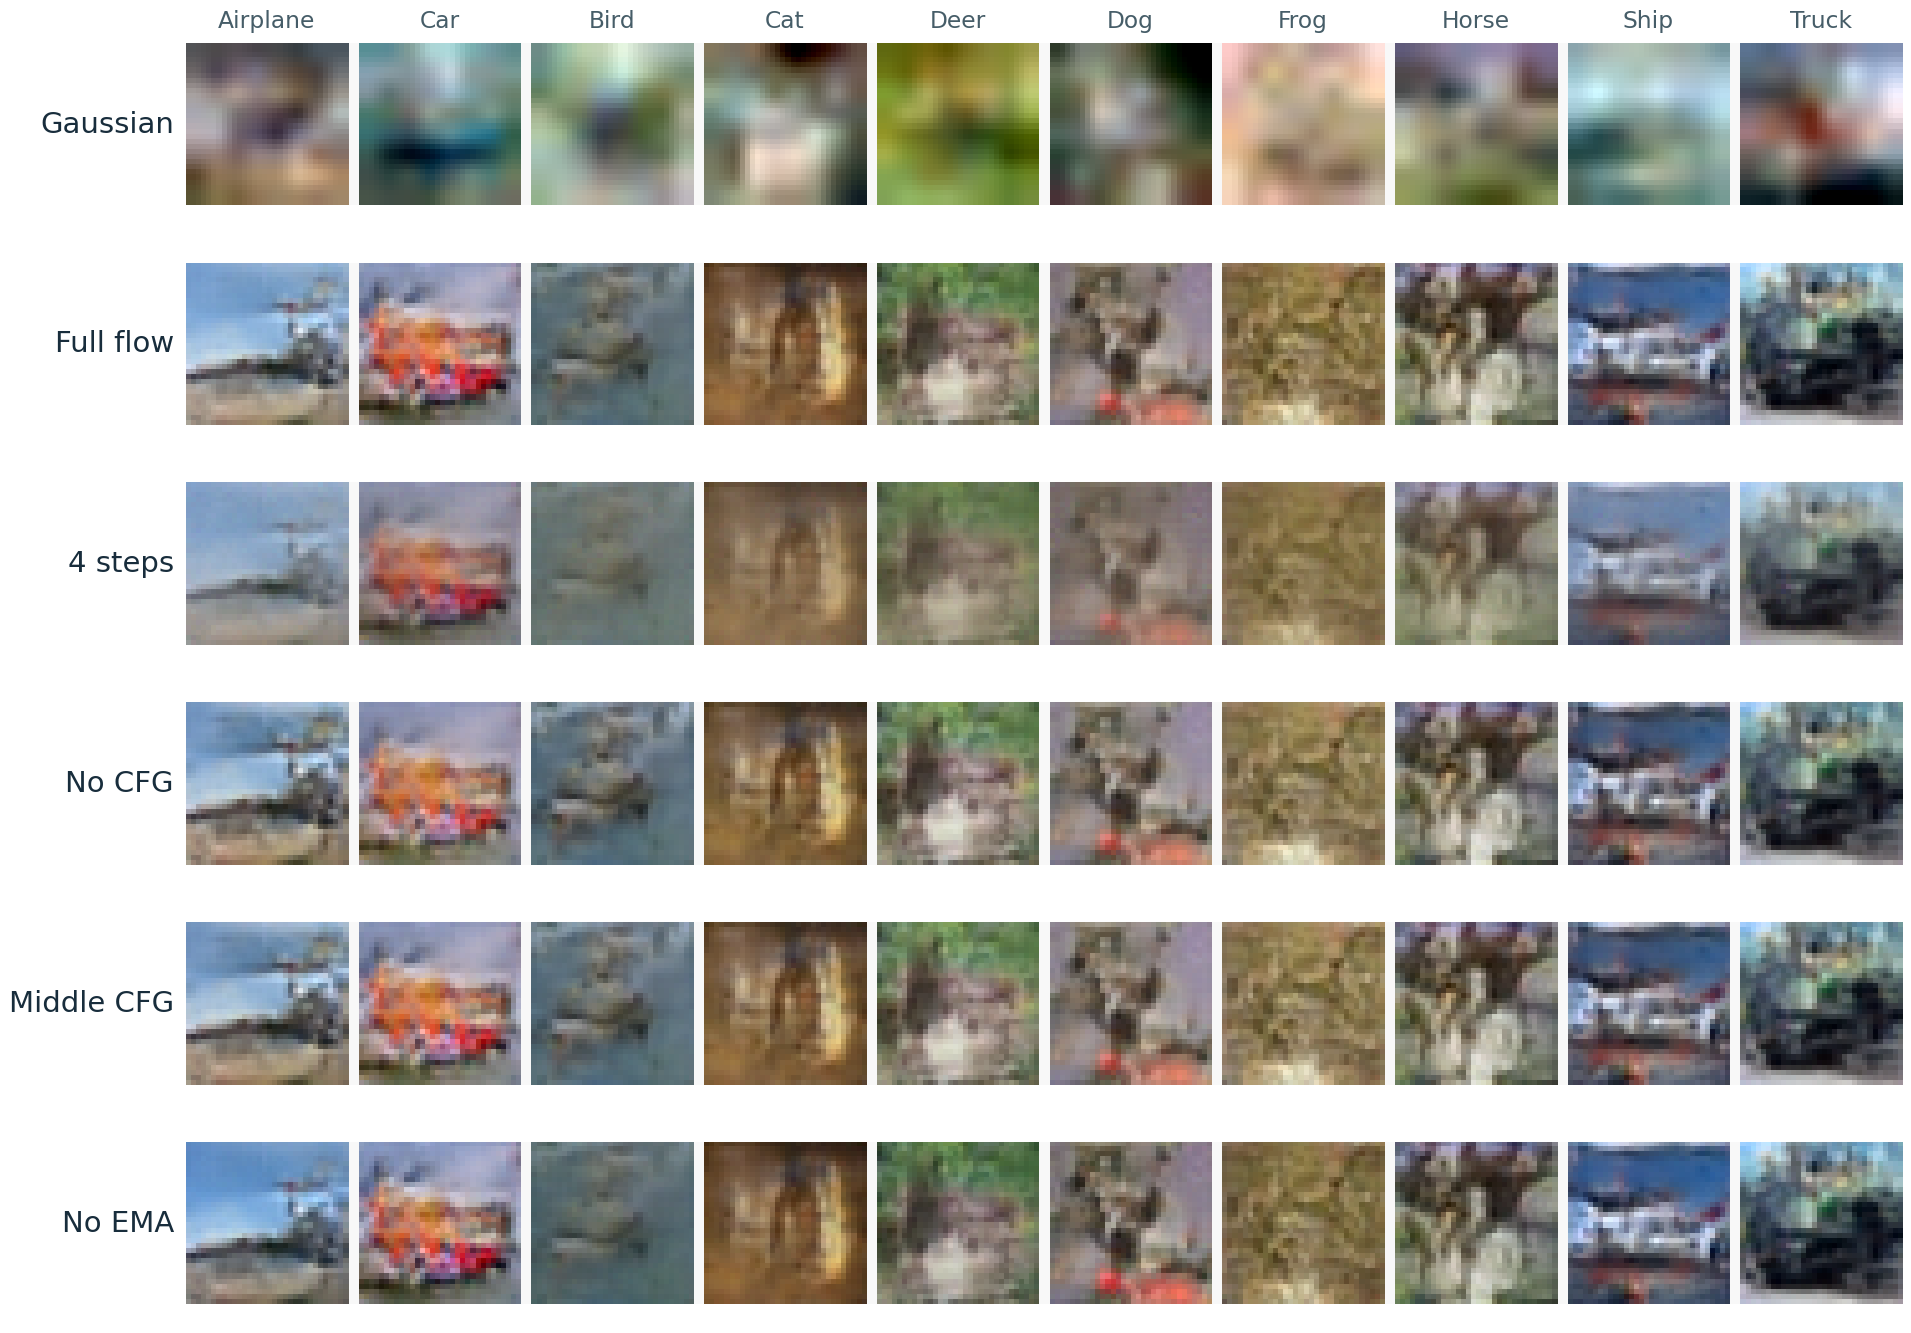 Airplane Car Bird Cat Deer Dog Frog Horse Ship Truck
Gaussian
Full flow
4 steps
No CFG
Middle CFG
No EMA